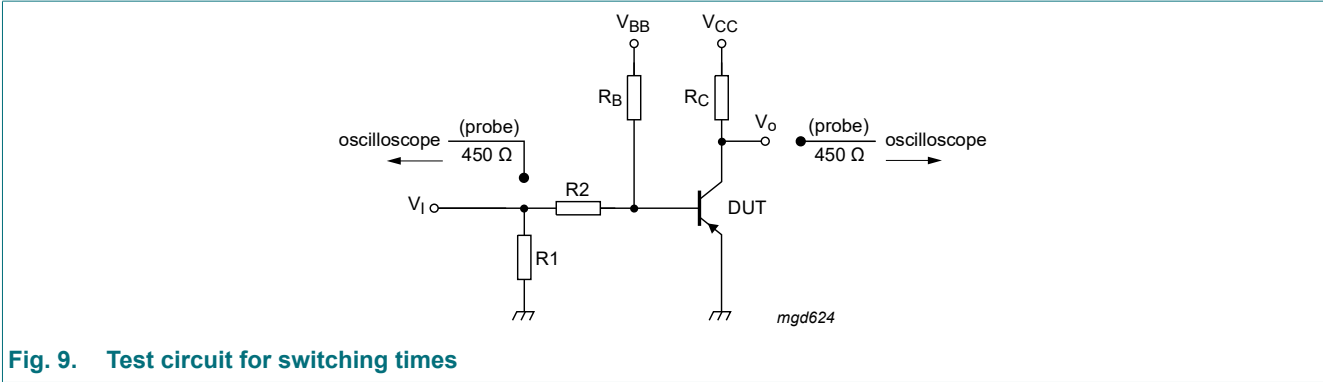 VBB VCC
RB RC
Vo
oscilloscope (probe) 450 Ω
(probe) 450 Ω oscilloscope
VI R2 DUT
R1
mgd624
Fig. 9. Test circuit for switching times